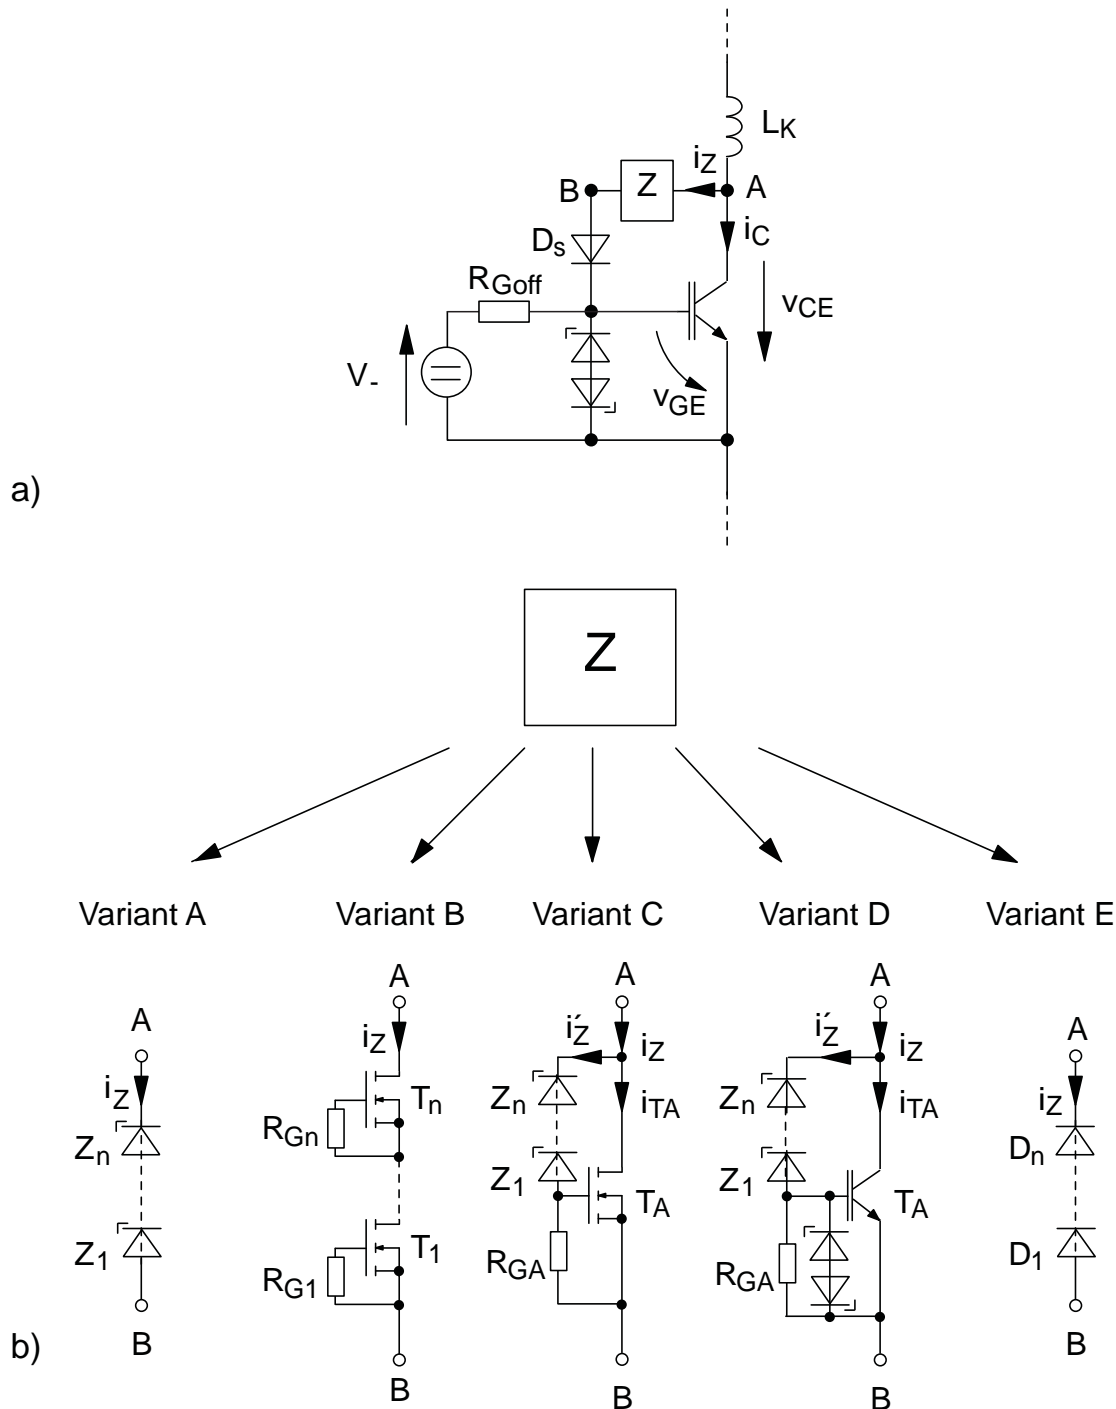 L_K
i_Z
Z
B
A
D_s
i_C
R_Goff
v_CE
V_-
v_GE
a)
Z
Variant A
Variant B
Variant C
Variant D
Variant E
A
i_Z
Z_n
Z_1
B
A
i_Z
T_n
R_Gn
T_1
R_G1
B
A
i´_Z
i_Z
Z_n
i_TA
Z_1
T_A
R_GA
B
A
i´_Z
i_Z
Z_n
i_TA
Z_1
T_A
R_GA
B
A
i_Z
D_n
D_1
B
b)